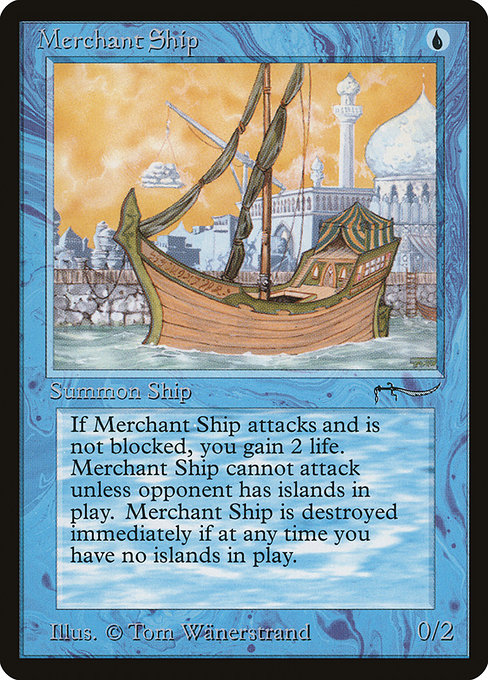 Merchant Ship
Summon Ship
If Merchant Ship attacks and is
not blocked, you gain 2 life.
Merchant Ship cannot attack
unless opponent has islands in
play. Merchant Ship is destroyed
immediately if at any time you
have no islands in play.
Illus. © Tom Wänerstrand
0/2